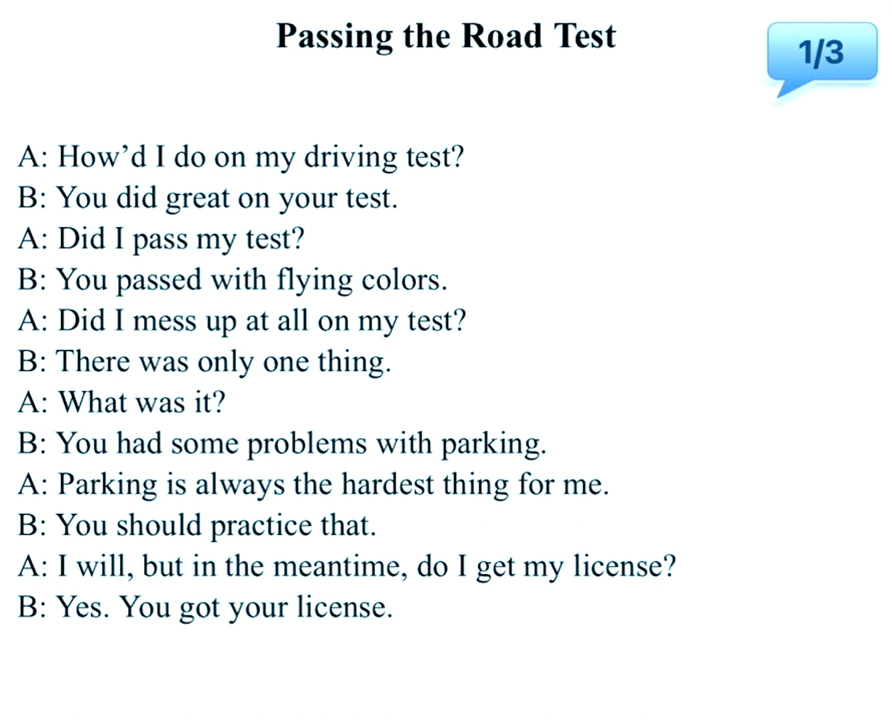 Passing the Road Test
1/3
A: How’d I do on my driving test?
B: You did great on your test.
A: Did I pass my test?
B: You passed with flying colors.
A: Did I mess up at all on my test?
B: There was only one thing.
A: What was it?
B: You had some problems with parking.
A: Parking is always the hardest thing for me.
B: You should practice that.
A: I will, but in the meantime, do I get my license?
B: Yes. You got your license.